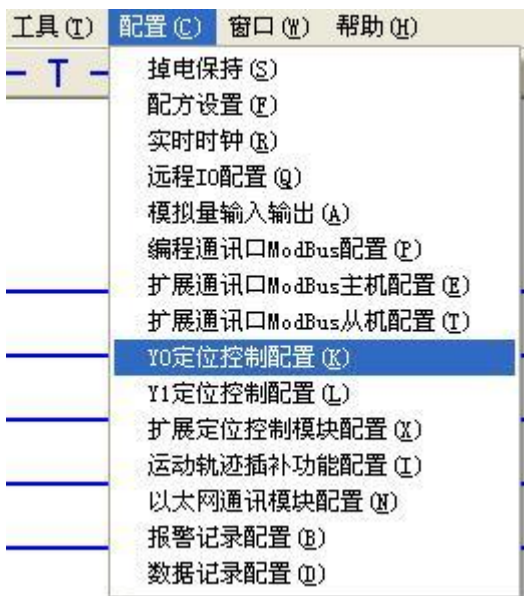 工具(T) 配置(C) 窗口(W) 帮助(H)
T
掉电保持(S)
配方设置(F)
实时时钟(R)
远程IO配置(Q)
模拟量输入输出(A)
编程通讯口ModBus配置(P)
扩展通讯口ModBus主机配置(E)
扩展通讯口ModBus从机配置(T)
Y0定位控制配置(K)
Y1定位控制配置(L)
扩展定位控制模块配置(X)
运动轨迹插补功能配置(I)
以太网通讯模块配置(N)
报警记录配置(B)
数据记录配置(D)